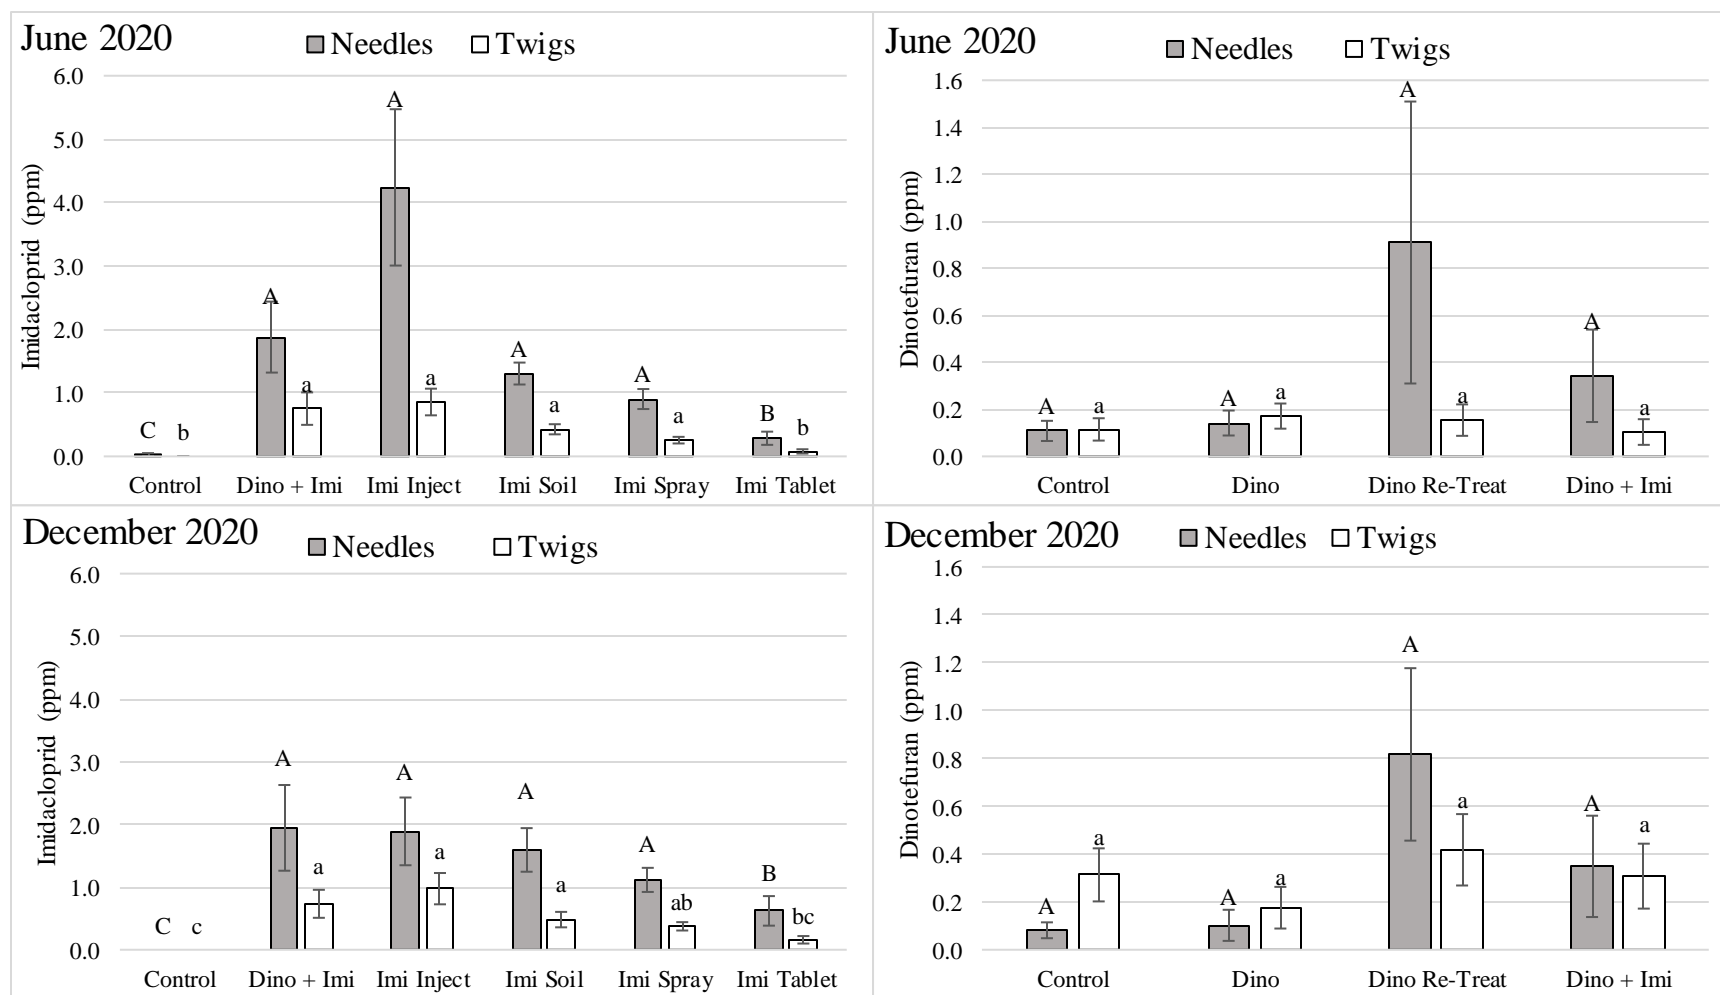 June 2020
Needles Twigs
Imidacloprid (ppm)
6.0
5.0
4.0
3.0
2.0
1.0
0.0
C b A a A a A a A a B b
Control Dino + Imi Imi Inject Imi Soil Imi Spray Imi Tablet
June 2020
Needles Twigs
Dinotefuran (ppm)
1.6
1.4
1.2
1.0
0.8
0.6
0.4
0.2
0.0
A a A a A a A a
Control Dino Dino Re-Treat Dino + Imi
December 2020
Needles Twigs
Imidacloprid (ppm)
6.0
5.0
4.0
3.0
2.0
1.0
0.0
C c A a A a A a A ab B bc
Control Dino + Imi Imi Inject Imi Soil Imi Spray Imi Tablet
December 2020
Needles Twigs
Dinotefuran (ppm)
1.6
1.4
1.2
1.0
0.8
0.6
0.4
0.2
0.0
A a A a A a A a
Control Dino Dino Re-Treat Dino + Imi